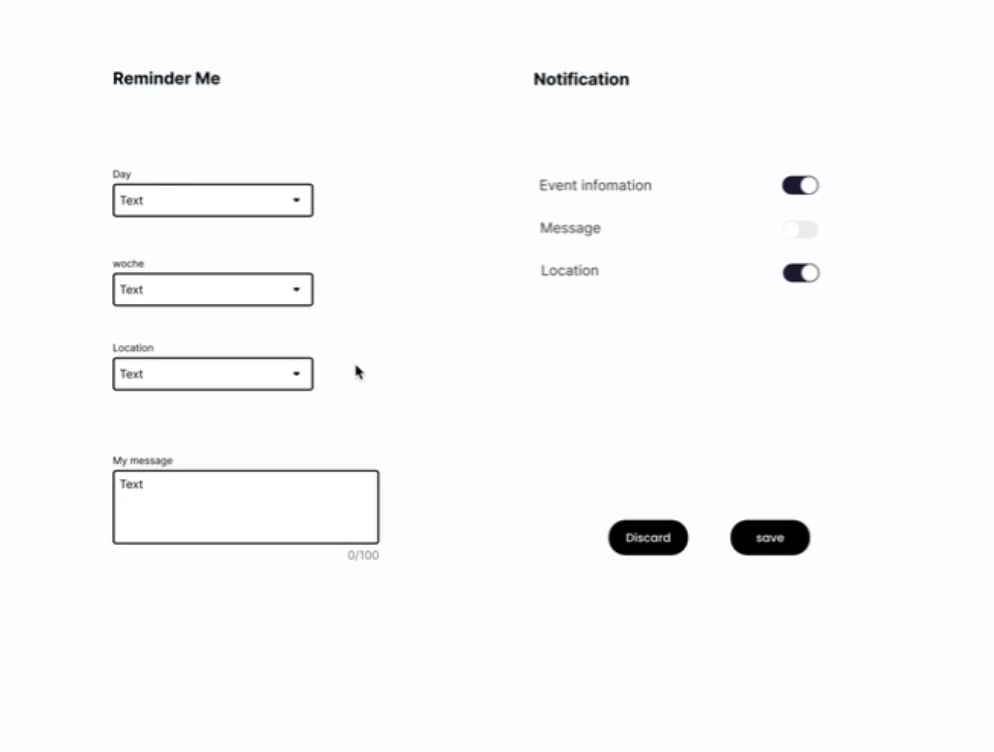 Reminder Me
Day
Text
woche
Text
Location
Text
My message
Text
0/100
Notification
Event infomation
Message
Location
Discard
save